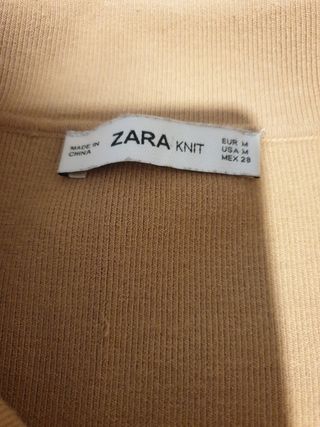 MADE IN
CHINA
ZARA KNIT
EUR M
USA M
MEX 28